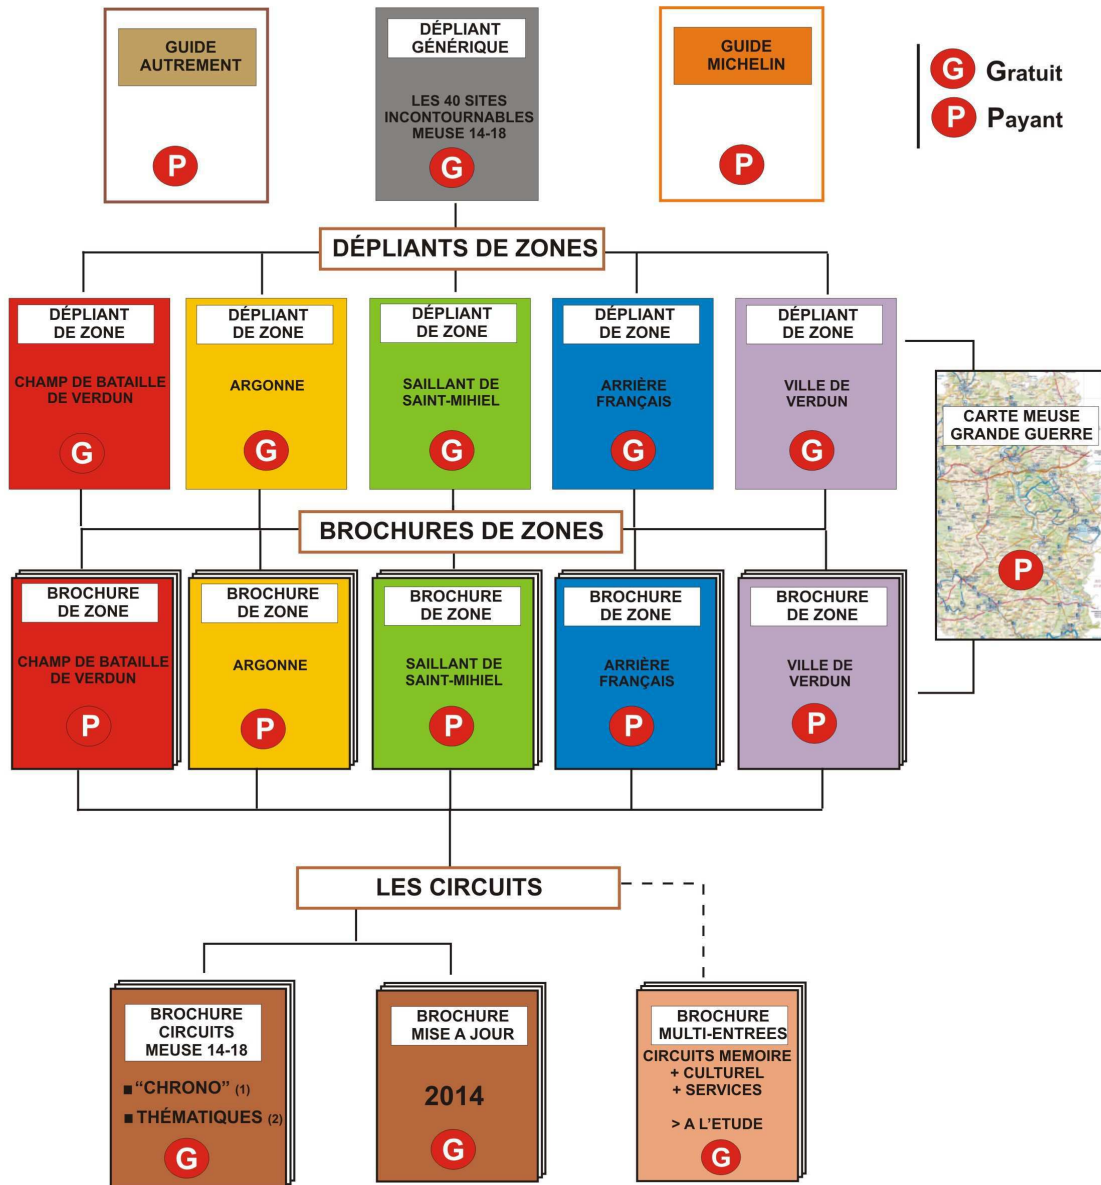 GUIDE
AUTREMENT
P
DÉPLIANT
GÉNÉRIQUE
LES 40 SITES
INCONTOURNABLES
MEUSE 14-18
G
GUIDE
MICHELIN
P
G Gratuit
P Payant
DÉPLIANTS DE ZONES
DÉPLIANT
DE ZONE
CHAMP DE BATAILLE
DE VERDUN
G
DÉPLIANT
DE ZONE
ARGONNE
G
DÉPLIANT
DE ZONE
SAILLANT DE
SAINT-MIHIEL
G
DÉPLIANT
DE ZONE
ARRIÈRE
FRANÇAIS
G
DÉPLIANT
DE ZONE
VILLE DE
VERDUN
G
CARTE MEUSE
GRANDE GUERRE
P
BROCHURES DE ZONES
BROCHURE
DE ZONE
CHAMP DE BATAILLE
DE VERDUN
P
BROCHURE
DE ZONE
ARGONNE
P
BROCHURE
DE ZONE
SAILLANT DE
SAINT-MIHIEL
P
BROCHURE
DE ZONE
ARRIÈRE
FRANÇAIS
P
BROCHURE
DE ZONE
VILLE DE
VERDUN
P
LES CIRCUITS
BROCHURE
CIRCUITS
MEUSE 14-18
■ “CHRONO” (1)
■ THÉMATIQUES (2)
G
BROCHURE
MISE A JOUR
2014
G
BROCHURE
MULTI-ENTREES
CIRCUITS MEMOIRE
+ CULTUREL
+ SERVICES
> A L’ETUDE
G